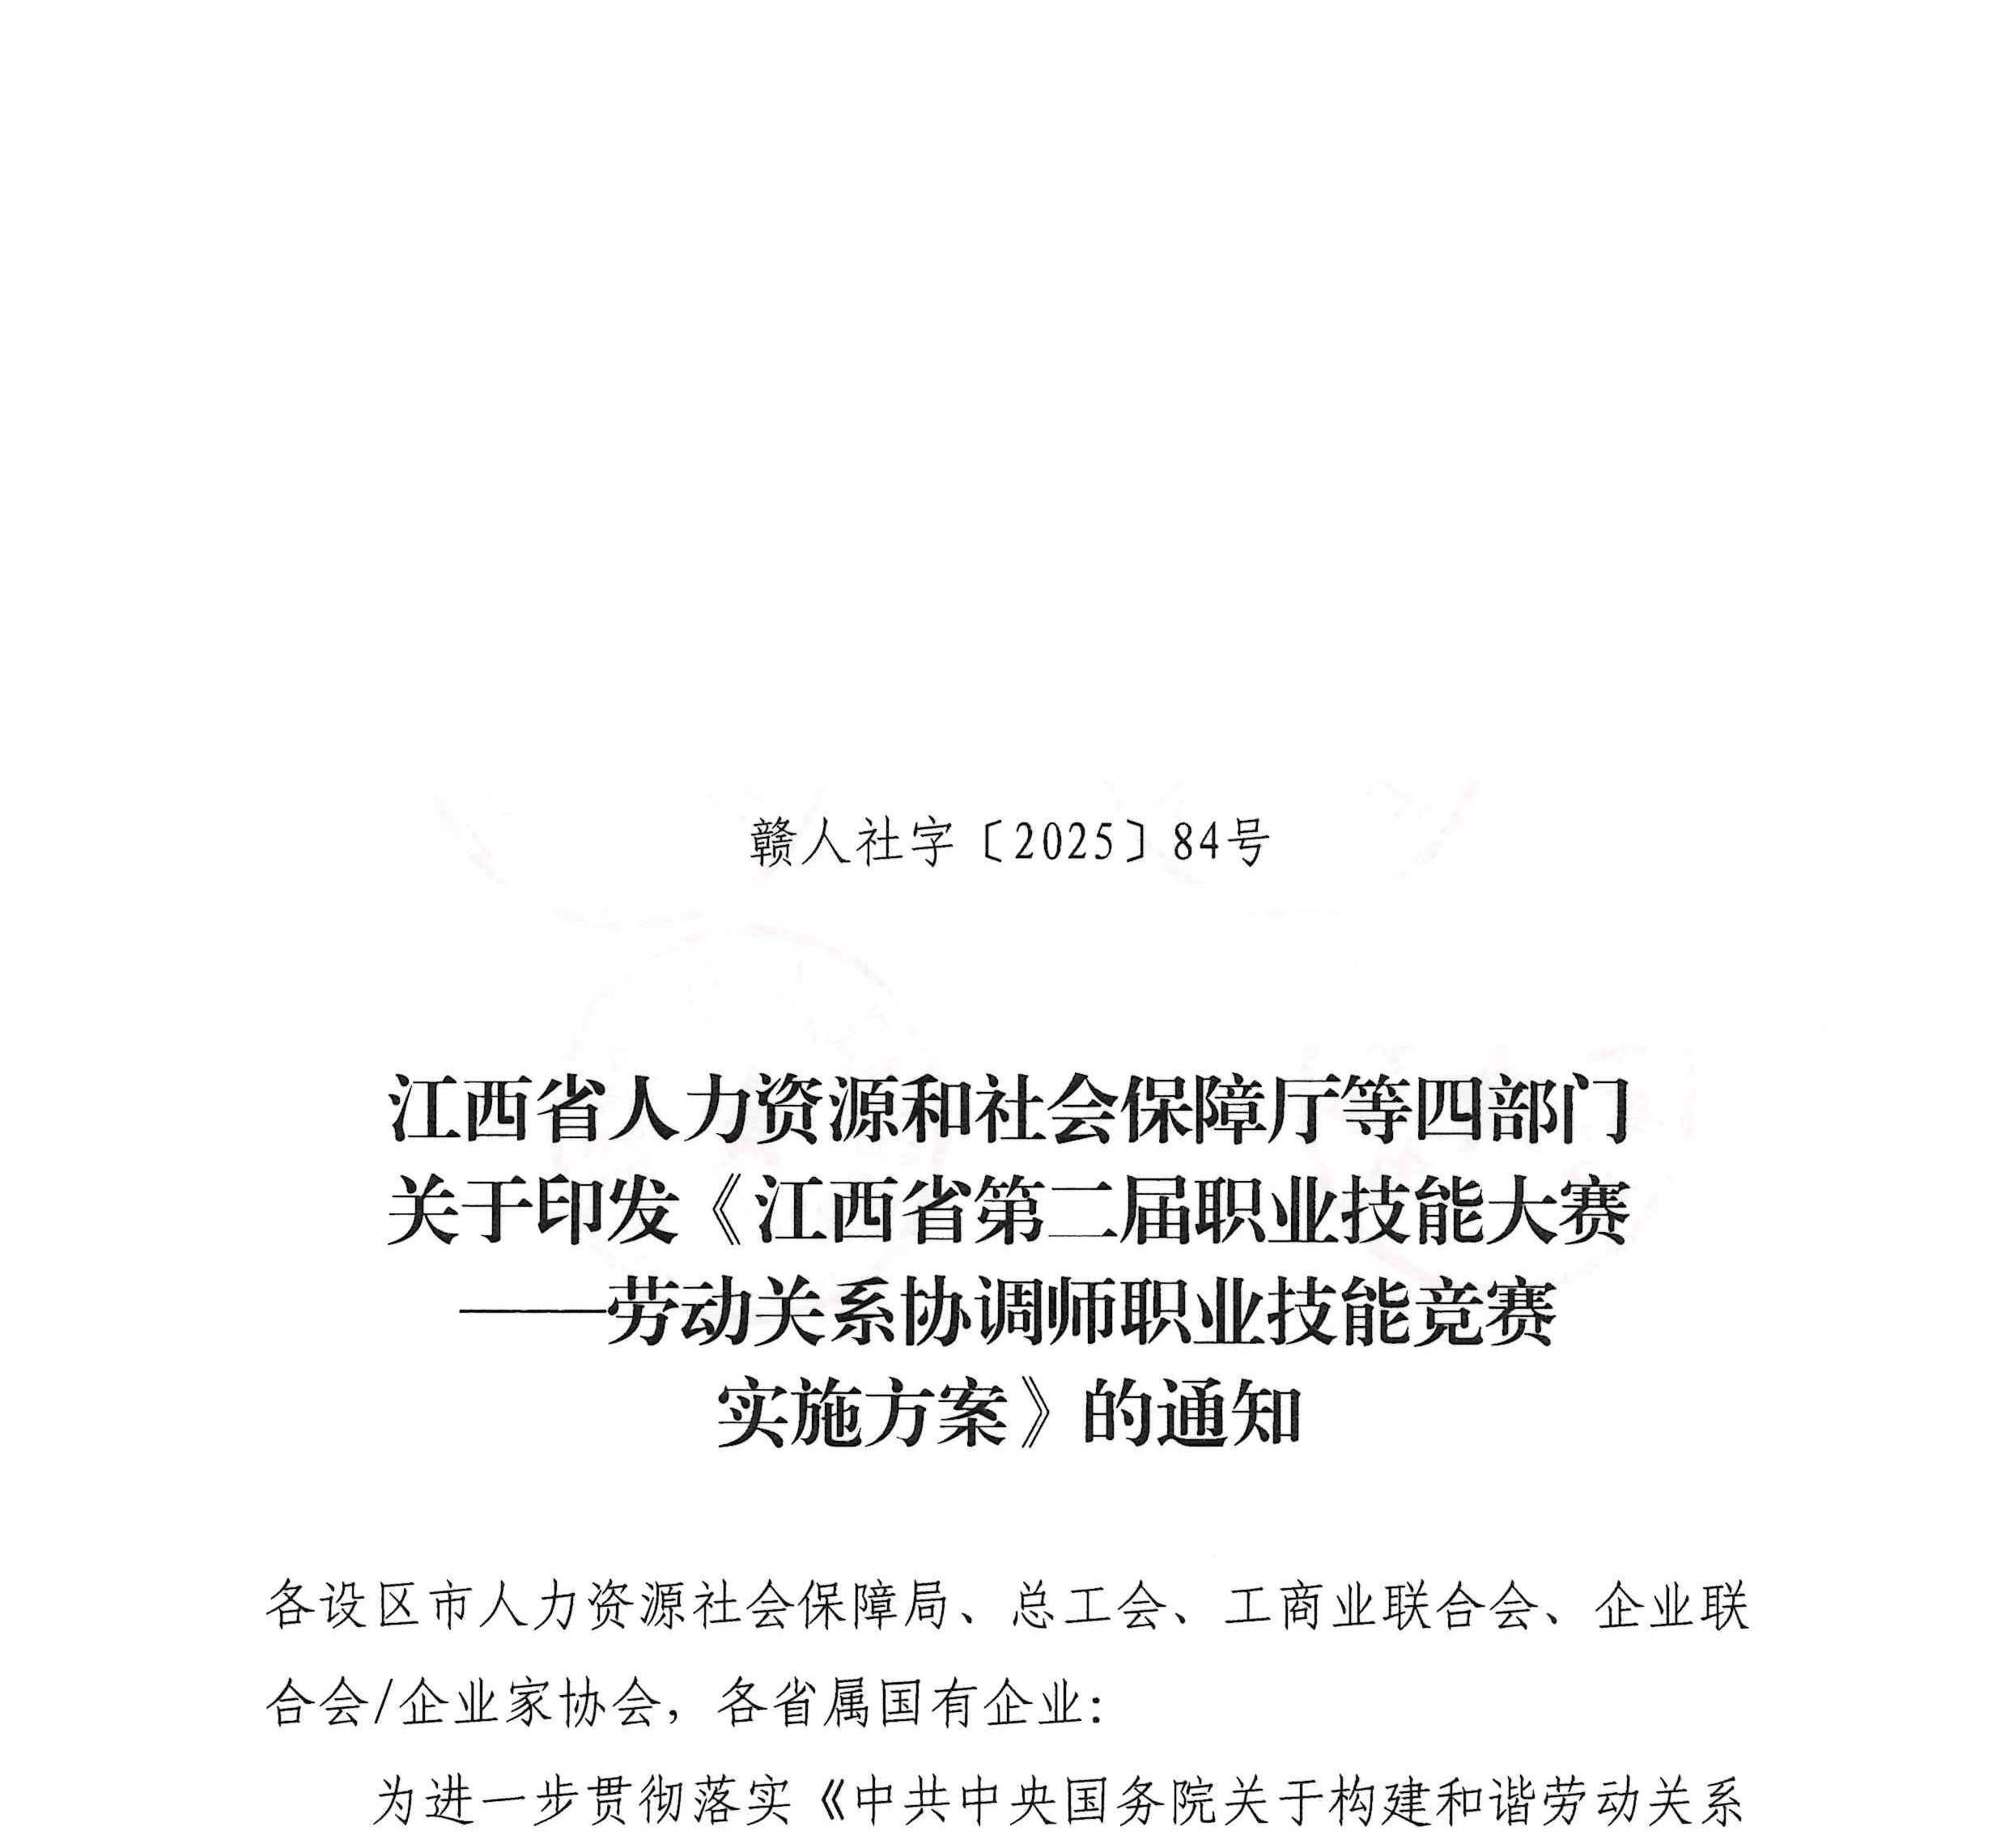 赣人社字〔2025〕84号
江西省人力资源和社会保障厅等四部门
关于印发《江西省第二届职业技能大赛
——劳动关系协调师职业技能竞赛
实施方案》的通知
各设区市人力资源社会保障局、总工会、工商业联合会、企业联
合会/企业家协会，各省属国有企业：
为进一步贯彻落实《中共中央国务院关于构建和谐劳动关系